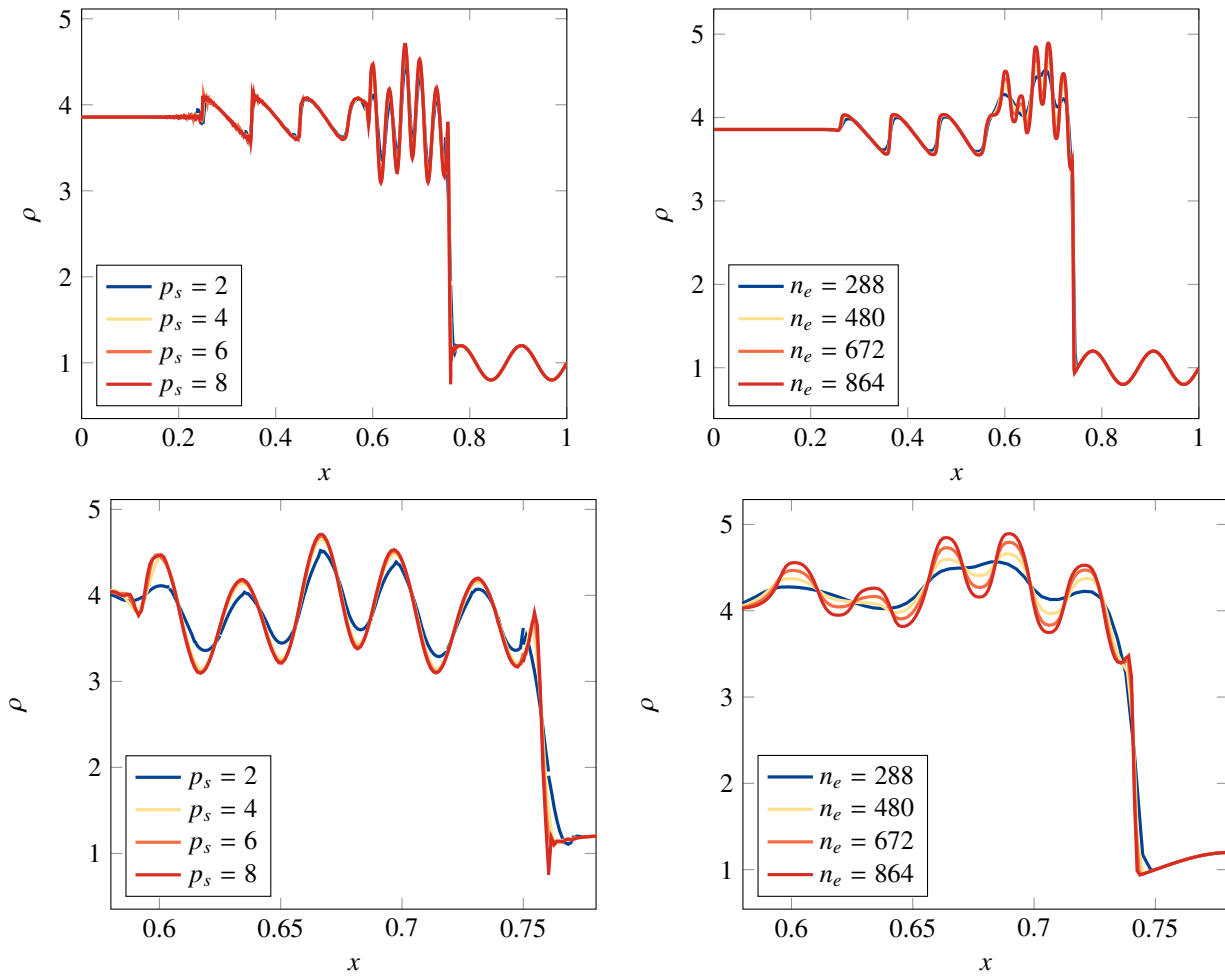 5
4
3
2
1
ρ
0
0.2
0.4
0.6
0.8
1
x
p_s = 2
p_s = 4
p_s = 6
p_s = 8
5
4
3
2
1
ρ
0
0.2
0.4
0.6
0.8
1
x
n_e = 288
n_e = 480
n_e = 672
n_e = 864
5
4
3
2
1
ρ
0.6
0.65
0.7
0.75
x
p_s = 2
p_s = 4
p_s = 6
p_s = 8
5
4
3
2
1
ρ
0.6
0.65
0.7
0.75
x
n_e = 288
n_e = 480
n_e = 672
n_e = 864